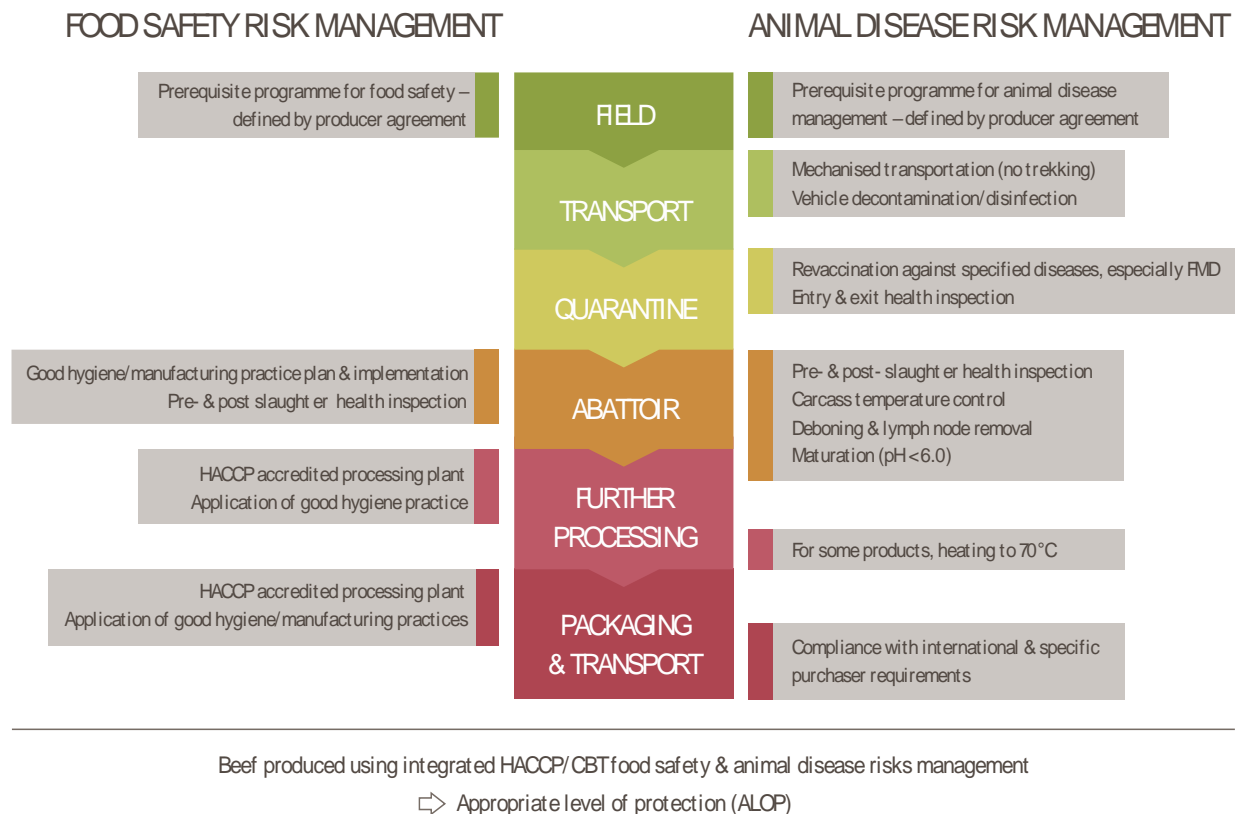 FOOD SAFETY RISK MANAGEMENT
ANIMAL DISEASE RISK MANAGEMENT
Prerequisite programme for food safety –
defined by producer agreement
FIELD
Prerequisite programme for animal disease
management – defined by producer agreement
TRANSPORT
Mechanised transportation (no trekking)
Vehicle decontamination/disinfection
QUARANTINE
Revaccination against specified diseases, especially FMD
Entry & exit health inspection
Good hygiene/manufacturing practice plan & implementation
Pre- & post slaughter health inspection
ABATTOIR
Pre- & post- slaughter health inspection
Carcass temperature control
Deboning & lymph node removal
Maturation (pH <6.0)
HACCP accredited processing plant
Application of good hygiene practice
FURTHER
PROCESSING
For some products, heating to 70°C
HACCP accredited processing plant
Application of good hygiene/manufacturing practices
PACKAGING
& TRANSPORT
Compliance with international & specific
purchaser requirements
Beef produced using integrated HACCP/CBT food safety & animal disease risks management
Appropriate level of protection (ALOP)